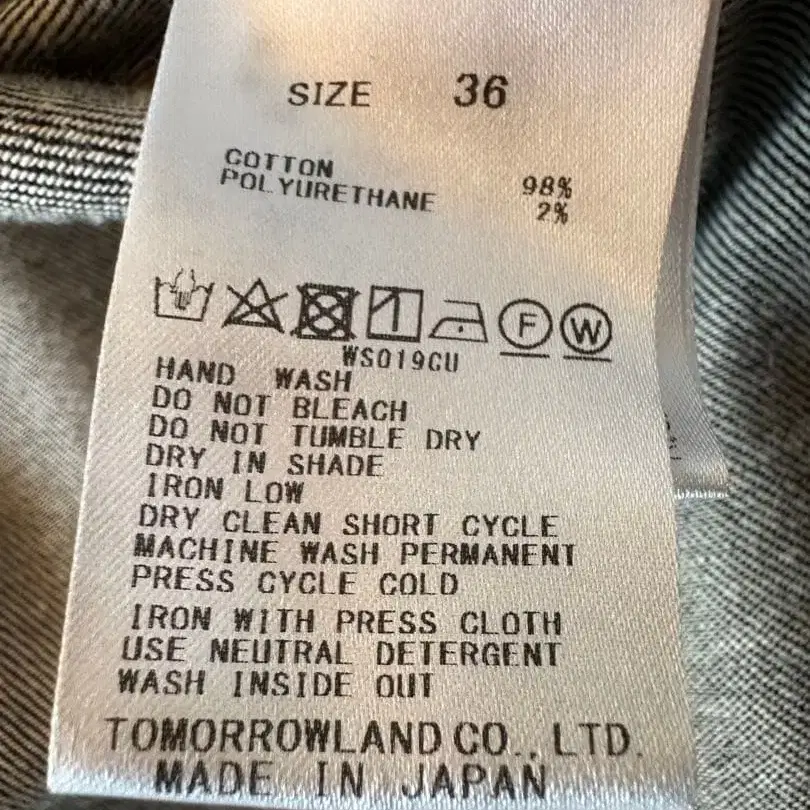 SIZE 36
COTTON 98%
POLYURETHANE 2%
F W
WS019CU
HAND WASH
DO NOT BLEACH
DO NOT TUMBLE DRY
DRY IN SHADE
IRON LOW
DRY CLEAN SHORT CYCLE
MACHINE WASH PERMANENT
PRESS CYCLE COLD
IRON WITH PRESS CLOTH
USE NEUTRAL DETERGENT
WASH INSIDE OUT
TOMORROWLAND CO., LTD.
MADE IN JAPAN